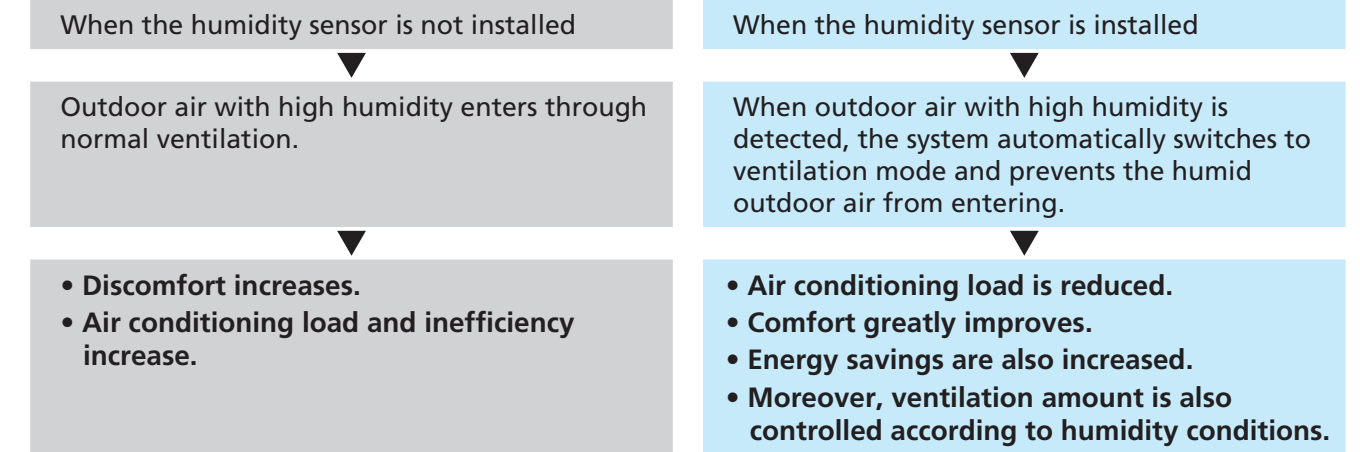 When the humidity sensor is not installed
Outdoor air with high humidity enters through
normal ventilation.
• Discomfort increases.
• Air conditioning load and inefficiency
increase.
When the humidity sensor is installed
When outdoor air with high humidity is
detected, the system automatically switches to
ventilation mode and prevents the humid
outdoor air from entering.
• Air conditioning load is reduced.
• Comfort greatly improves.
• Energy savings are also increased.
• Moreover, ventilation amount is also
controlled according to humidity conditions.